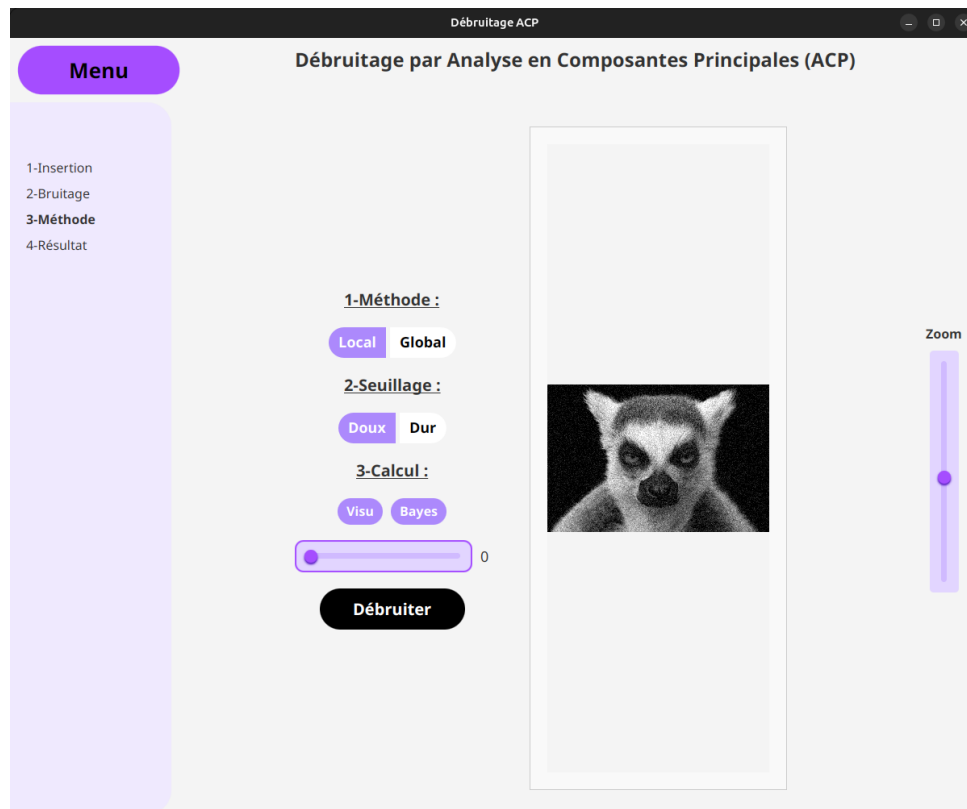 Débruitage ACP
Menu
Débruitage par Analyse en Composantes Principales (ACP)
1-Insertion
2-Bruitage
3-Méthode
4-Résultat
1-Méthode :
Local Global
2-Seuillage :
Doux Dur
3-Calcul :
Visu Bayes
0
Débruiter
Zoom